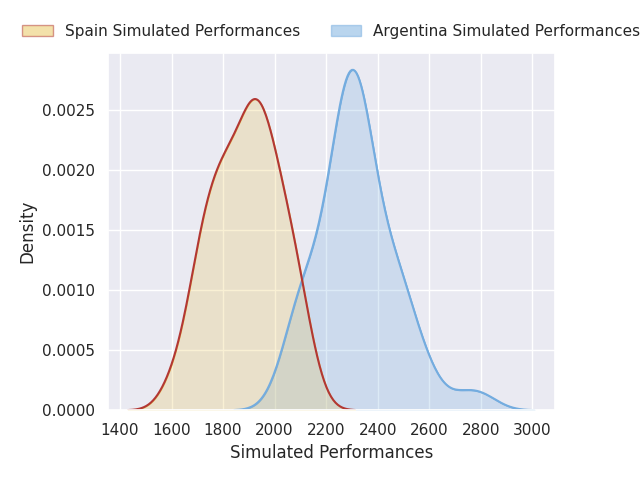 Spain Simulated Performances Argentina Simulated Performances
0.0025
0.0020
0.0015
0.0010
0.0005
0.0000
Density
1400 1600 1800 2000 2200 2400 2600 2800 3000
Simulated Performances